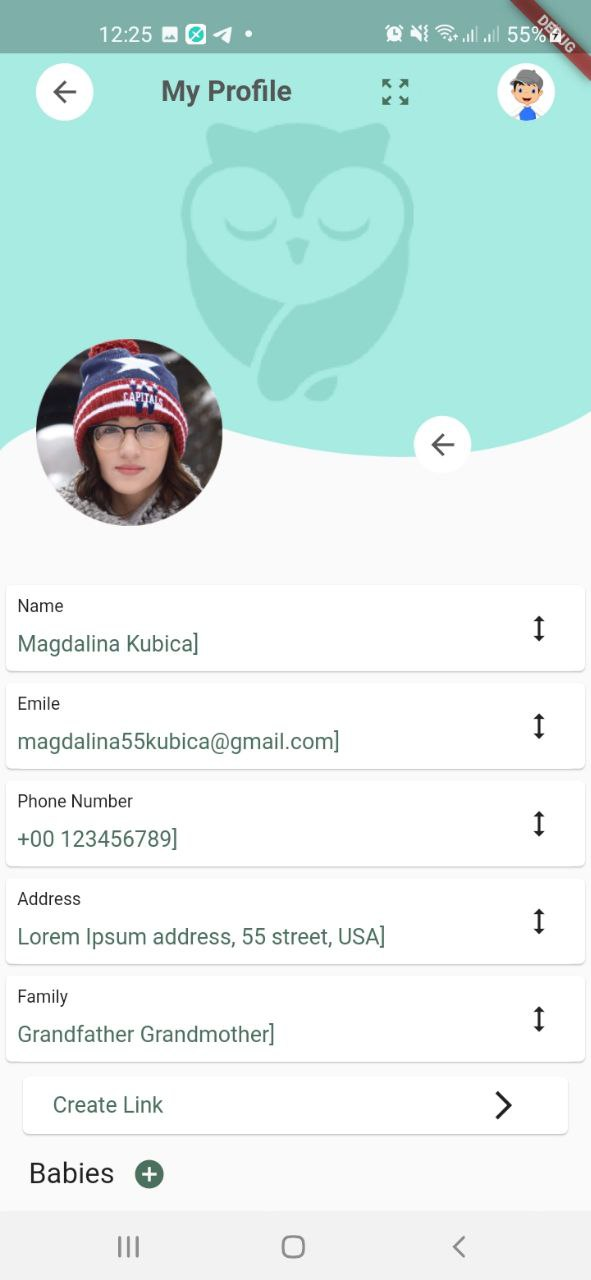 12:25
55%
DEBUG
My Profile
CAPITALS
W
Name
Magdalina Kubica]
Emile
magdalina55kubica@gmail.com]
Phone Number
+00 123456789]
Address
Lorem Ipsum address, 55 street, USA]
Family
Grandfather Grandmother]
Create Link
Babies